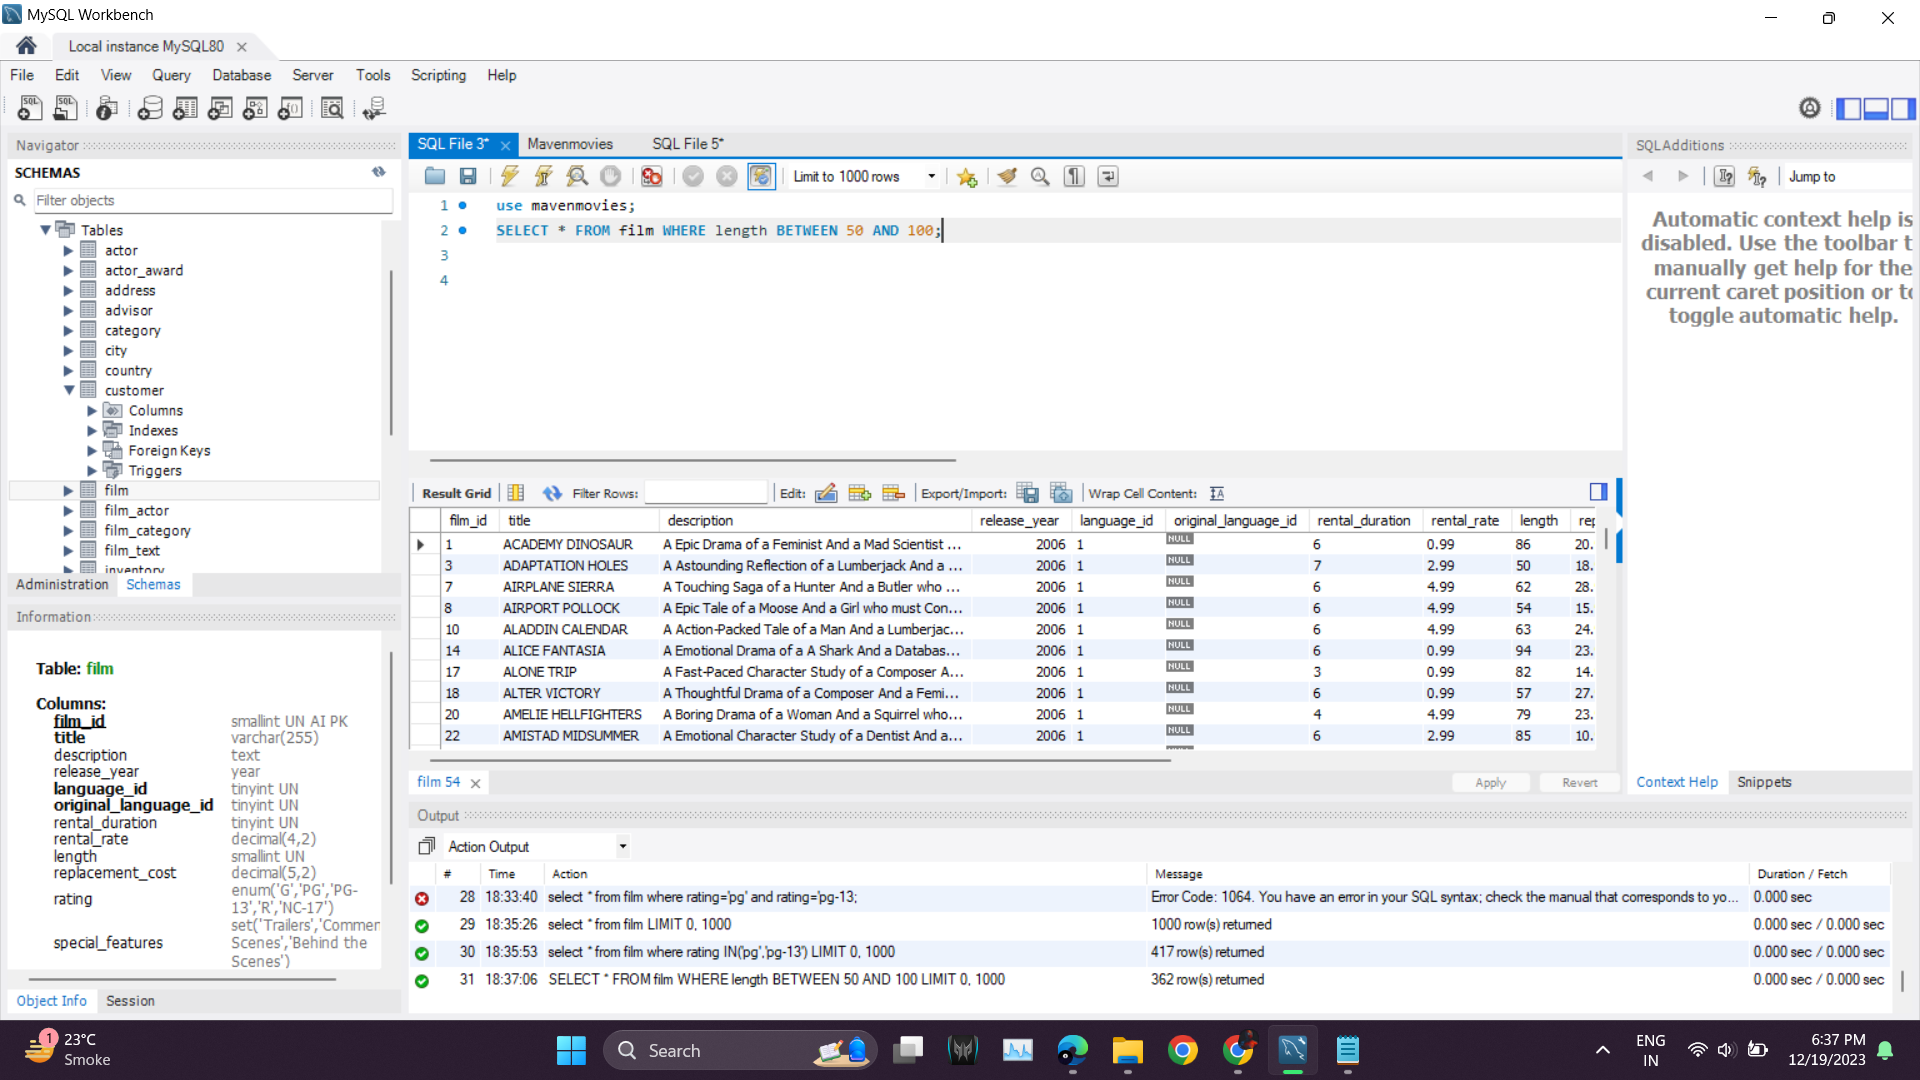 MySQL Workbench
Local instance MySQL80
File Edit View Query Database Server Tools Scripting Help
Navigator
SCHEMAS
Filter objects
Tables
actor
actor_award
address
advisor
category
city
country
customer
Columns
Indexes
Foreign Keys
Triggers
film
film_actor
film_category
film_text
inventory
Administration Schemas
Information
Table: film
Columns:
film_id smallint UN AI PK
title varchar(255)
description text
release_year year
language_id tinyint UN
original_language_id tinyint UN
rental_duration tinyint UN
rental_rate decimal(4,2)
length smallint UN
replacement_cost decimal(5,2)
rating enum('G','PG','PG-
13','R','NC-17')
special_features set('Trailers','Commen
Scenes','Behind the
Scenes')
Object Info Session
SQL File 3* Mavenmovies SQL File 5*
Limit to 1000 rows
1 use mavenmovies;
2 SELECT * FROM film WHERE length BETWEEN 50 AND 100;
3
4
Result Grid Filter Rows: Edit: Export/Import: Wrap Cell Content:
film_id title description release_year language_id original_language_id rental_duration rental_rate length rep
1 ACADEMY DINOSAUR A Epic Drama of a Feminist And a Mad Scientist ... 2006 1 NULL 6 0.99 86 20.
3 ADAPTATION HOLES A Astounding Reflection of a Lumberjack And a ... 2006 1 NULL 7 2.99 50 18.
7 AIRPLANE SIERRA A Touching Saga of a Hunter And a Butler who ... 2006 1 NULL 6 4.99 62 28.
8 AIRPORT POLLOCK A Epic Tale of a Moose And a Girl who must Con... 2006 1 NULL 6 4.99 54 15.
10 ALADDIN CALENDAR A Action-Packed Tale of a Man And a Lumberjac... 2006 1 NULL 6 4.99 63 24.
14 ALICE FANTASIA A Emotional Drama of a A Shark And a Databas... 2006 1 NULL 6 0.99 94 23.
17 ALONE TRIP A Fast-Paced Character Study of a Composer A... 2006 1 NULL 3 0.99 82 14.
18 ALTER VICTORY A Thoughtful Drama of a Composer And a Femi... 2006 1 NULL 6 0.99 57 27.
20 AMELIE HELLFIGHTERS A Boring Drama of a Woman And a Squirrel who... 2006 1 NULL 4 4.99 79 23.
22 AMISTAD MIDSUMMER A Emotional Character Study of a Dentist And a... 2006 1 NULL 6 2.99 85 10.
film 54
Apply Revert
Output
Action Output
# Time Action Message Duration / Fetch
28 18:33:40 select * from film where rating='pg' and rating='pg-13; Error Code: 1064. You have an error in your SQL syntax; check the manual that corresponds to yo... 0.000 sec
29 18:35:26 select * from film LIMIT 0, 1000 1000 row(s) returned 0.000 sec / 0.000 sec
30 18:35:53 select * from film where rating IN('pg','pg-13') LIMIT 0, 1000 417 row(s) returned 0.000 sec / 0.000 sec
31 18:37:06 SELECT * FROM film WHERE length BETWEEN 50 AND 100 LIMIT 0, 1000 362 row(s) returned 0.000 sec / 0.000 sec
SQLAdditions
Jump to
Automatic context help is
disabled. Use the toolbar t
manually get help for the
current caret position or to
toggle automatic help.
Context Help Snippets
1
23°C
Smoke
Search
ENG
IN
6:37 PM
12/19/2023